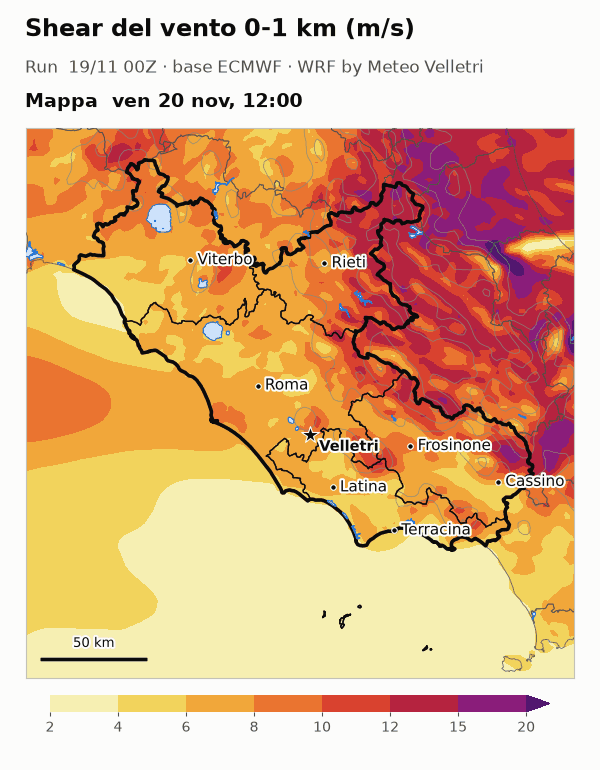 Shear del vento 0-1 km (m/s)
Run 19/11 00Z · base ECMWF · WRF by Meteo Velletri
Mappa ven 20 nov, 12:00
Viterbo
Rieti
Roma
Velletri
Frosinone
Latina
Cassino
Terracina
50 km
2 4 6 8 10 12 15 20